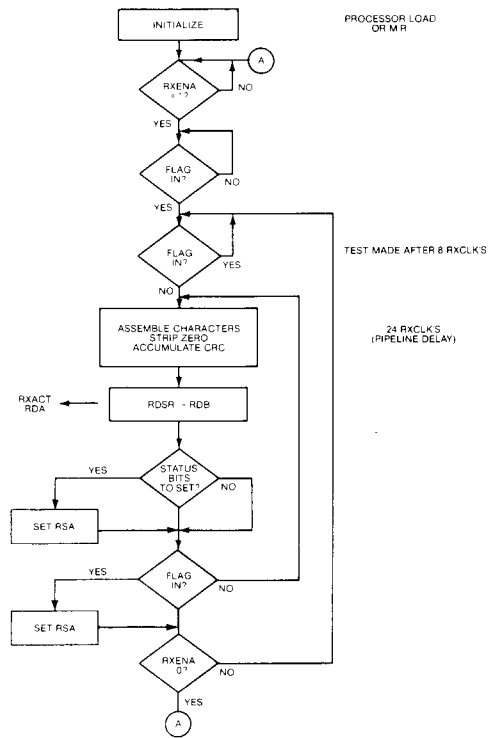 INITIALIZE
PROCESSOR LOAD
OR M R
A
RXENA
= 1?
NO
YES
FLAG
IN?
NO
YES
FLAG
IN?
YES
TEST MADE AFTER 8 RXCLK'S
NO
ASSEMBLE CHARACTERS
STRIP ZERO
ACCUMULATE CRC
24 RXCLK'S
(PIPELINE DELAY)
RXACT
RDA
RDSR → RDB
YES
STATUS
BITS
TO SET?
NO
SET RSA
YES
FLAG
IN?
NO
SET RSA
RXENA
0?
NO
YES
A